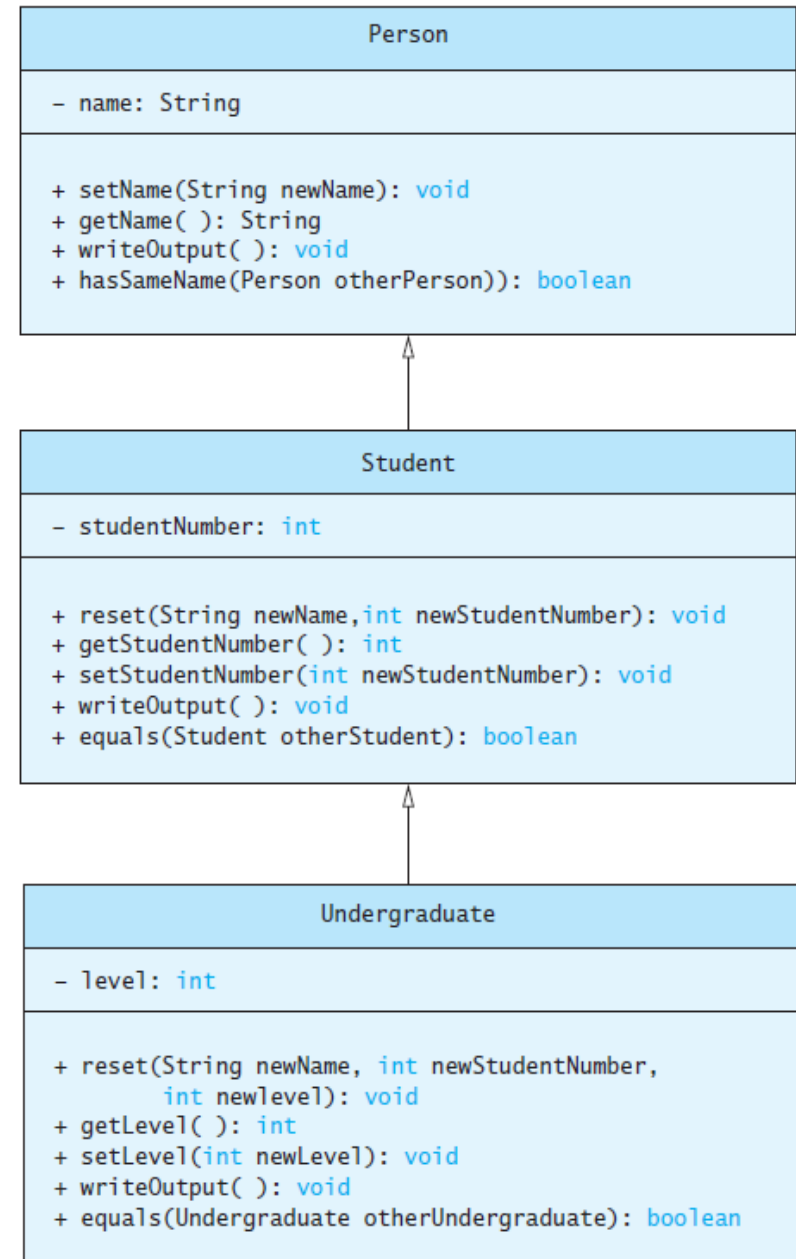 Person
– name: String
+ setName(String newName): void
+ getName( ): String
+ writeOutput( ): void
+ hasSameName(Person otherPerson)): boolean
Student
– studentNumber: int
+ reset(String newName,int newStudentNumber): void
+ getStudentNumber( ): int
+ setStudentNumber(int newStudentNumber): void
+ writeOutput( ): void
+ equals(Student otherStudent): boolean
Undergraduate
– level: int
+ reset(String newName, int newStudentNumber,
int newlevel): void
+ getLevel( ): int
+ setLevel(int newLevel): void
+ writeOutput( ): void
+ equals(Undergraduate otherUndergraduate): boolean